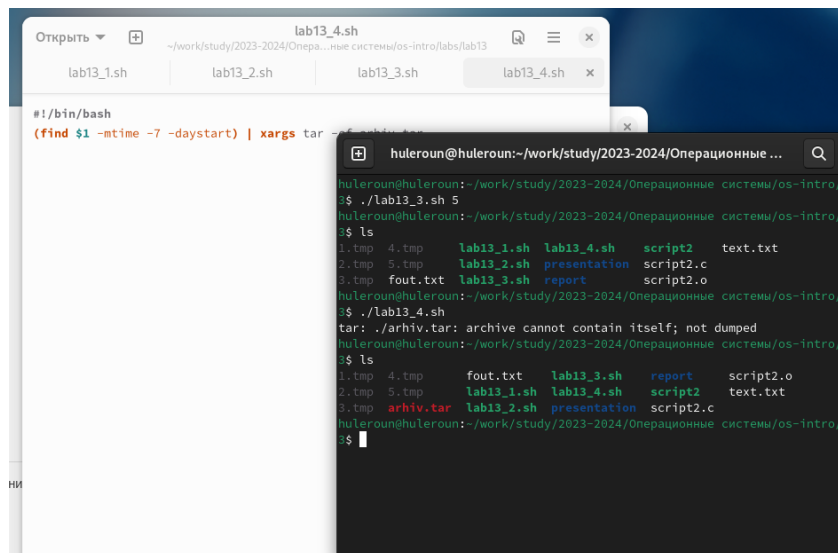 Открыть
lab13_4.sh
~/work/study/2023-2024/Опера...ные системы/os-intro/labs/lab13
lab13_1.sh lab13_2.sh lab13_3.sh lab13_4.sh
#!/bin/bash
(find $1 -mtime -7 -daystart) | xargs tar
huleroun@huleroun:~/work/study/2023-2024/Операционные ...
huleroun@huleroun:~/work/study/2023-2024/Операционные системы/os-intro/
3$ ./lab13_3.sh 5
huleroun@huleroun:~/work/study/2023-2024/Операционные системы/os-intro/
3$ ls
1.tmp 4.tmp lab13_1.sh lab13_4.sh script2 text.txt
2.tmp 5.tmp lab13_2.sh presentation script2.c
3.tmp fout.txt lab13_3.sh report script2.o
huleroun@huleroun:~/work/study/2023-2024/Операционные системы/os-intro/
3$ ./lab13_4.sh
tar: ./arhiv.tar: archive cannot contain itself; not dumped
huleroun@huleroun:~/work/study/2023-2024/Операционные системы/os-intro/
3$ ls
1.tmp 4.tmp fout.txt lab13_3.sh report script2.o
2.tmp 5.tmp lab13_1.sh lab13_4.sh script2 text.txt
3.tmp arhiv.tar lab13_2.sh presentation script2.c
huleroun@huleroun:~/work/study/2023-2024/Операционные системы/os-intro/
3$
ни